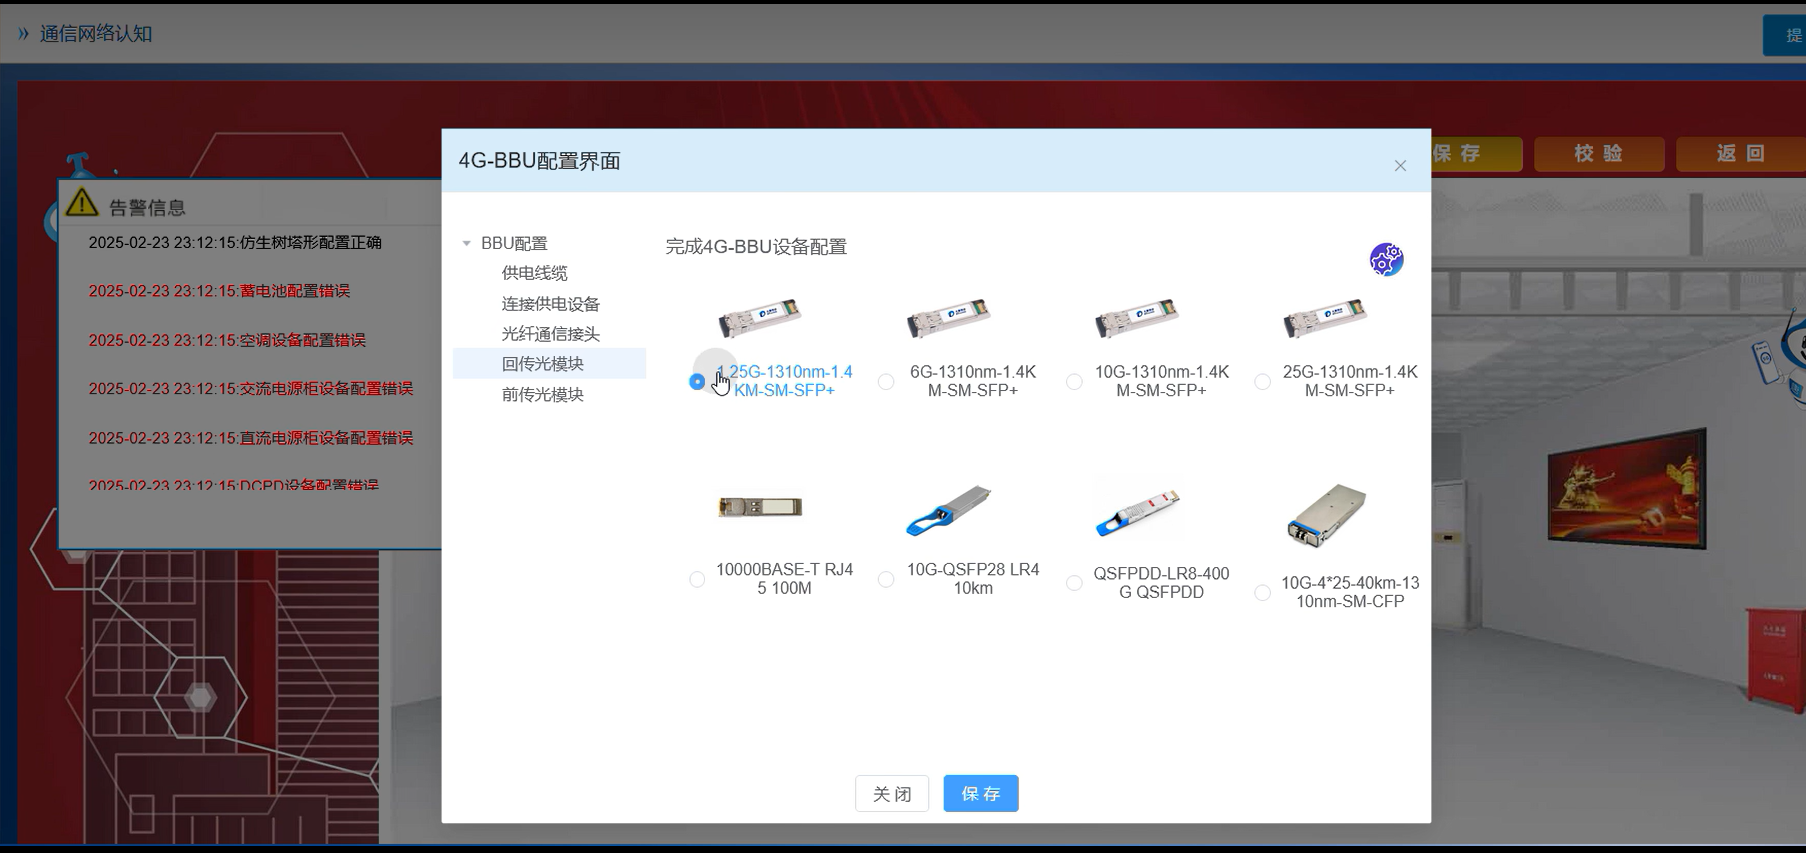 » 通信网络认知
提
保 存
校 验
返 回
告警信息
2025-02-23 23:12:15:仿生树塔形配置正确
2025-02-23 23:12:15:蓄电池配置错误
2025-02-23 23:12:15:空调设备配置错误
2025-02-23 23:12:15:交流电源柜设备配置错误
2025-02-23 23:12:15:直流电源柜设备配置错误
2025-02-23 23:12:15:DCPD设备配置错误
4G-BBU配置界面
BBU配置
供电线缆
连接供电设备
光纤通信接头
回传光模块
前传光模块
完成4G-BBU设备配置
1.25G-1310nm-1.4
KM-SM-SFP+
6G-1310nm-1.4K
M-SM-SFP+
10G-1310nm-1.4K
M-SM-SFP+
25G-1310nm-1.4K
M-SM-SFP+
10000BASE-T RJ4
5 100M
10G-QSFP28 LR4
10km
QSFPDD-LR8-400
G QSFPDD
10G-4*25-40km-13
10nm-SM-CFP
关 闭
保 存